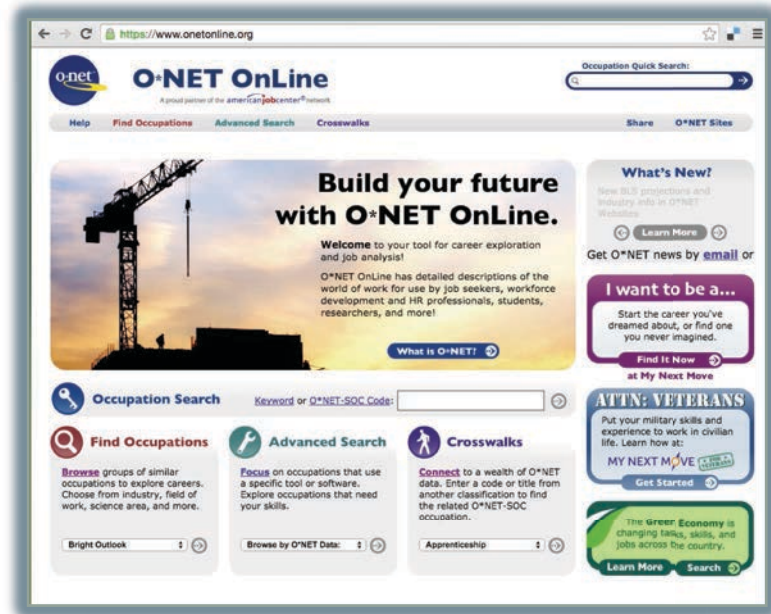 https://www.onetonline.org
o·net
O*NET OnLine
A proud partner of the americanjobcenter® network
Occupation Quick Search:
Help
Find Occupations
Advanced Search
Crosswalks
Share
O*NET Sites
Build your future
with O*NET OnLine.
Welcome to your tool for career exploration
and job analysis!
O*NET OnLine has detailed descriptions of the
world of work for use by job seekers, workforce
development and HR professionals, students,
researchers, and more!
What is O*NET?
What's New?
New BLS projections and
industry info in O*NET
Websites
Learn More
Get O*NET news by email or
I want to be a...
Start the career you've
dreamed about, or find one
you never imagined.
Find It Now
at My Next Move
Occupation Search
Keyword or O*NET-SOC Code:
Find Occupations
Browse groups of similar
occupations to explore careers.
Choose from industry, field of
work, science area, and more.
Bright Outlook
Advanced Search
Focus on occupations that use
a specific tool or software.
Explore occupations that need
your skills.
Browse by O*NET Data:
Crosswalks
Connect to a wealth of O*NET
data. Enter a code or title from
another classification to find
the related O*NET-SOC
occupation.
Apprenticeship
ATTN: VETERANS
Put your military skills and
experience to work in civilian
life. Learn how at:
MY NEXT MOVE FOR VETERANS
Get Started
The Green Economy is
changing tasks, skills, and
jobs across the country.
Learn More
Search